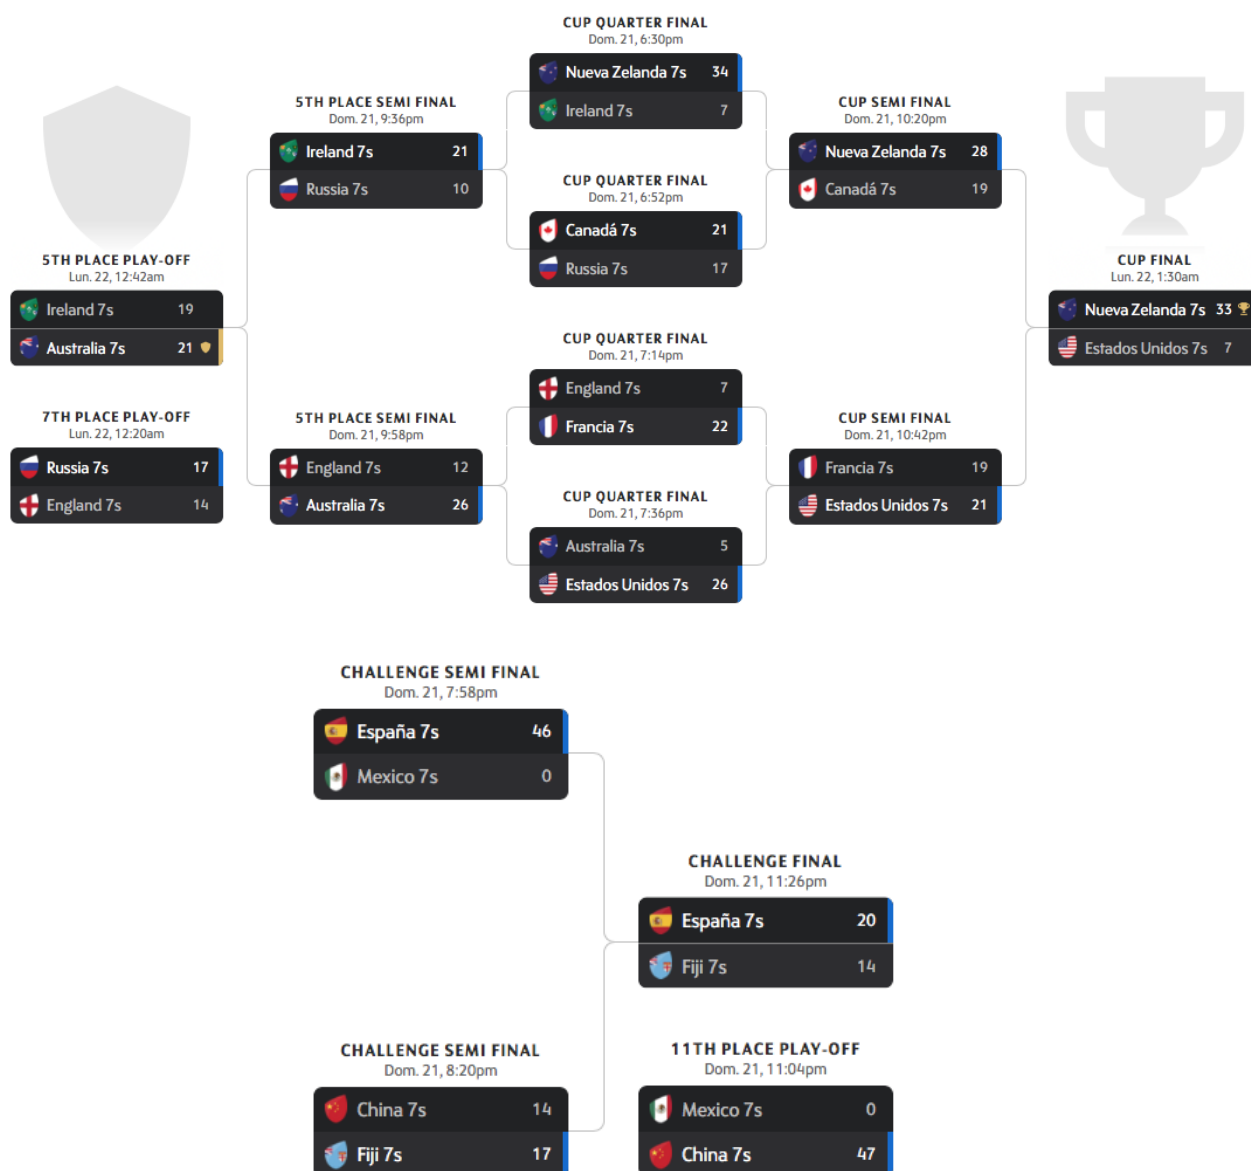 CUP QUARTER FINAL
Dom. 21, 6:30pm
Nueva Zelanda 7s 34
Ireland 7s 7
5TH PLACE SEMI FINAL
Dom. 21, 9:36pm
Ireland 7s 21
Russia 7s 10
CUP SEMI FINAL
Dom. 21, 10:20pm
Nueva Zelanda 7s 28
Canadá 7s 19
CUP QUARTER FINAL
Dom. 21, 6:52pm
Canadá 7s 21
Russia 7s 17
5TH PLACE PLAY-OFF
Lun. 22, 12:42am
Ireland 7s 19
Australia 7s 21
CUP FINAL
Lun. 22, 1:30am
Nueva Zelanda 7s 33
Estados Unidos 7s 7
CUP QUARTER FINAL
Dom. 21, 7:14pm
England 7s 7
Francia 7s 22
7TH PLACE PLAY-OFF
Lun. 22, 12:20am
Russia 7s 17
England 7s 14
5TH PLACE SEMI FINAL
Dom. 21, 9:58pm
England 7s 12
Australia 7s 26
CUP SEMI FINAL
Dom. 21, 10:42pm
Francia 7s 19
Estados Unidos 7s 21
CUP QUARTER FINAL
Dom. 21, 7:36pm
Australia 7s 5
Estados Unidos 7s 26
CHALLENGE SEMI FINAL
Dom. 21, 7:58pm
España 7s 46
Mexico 7s 0
CHALLENGE FINAL
Dom. 21, 11:26pm
España 7s 20
Fiji 7s 14
CHALLENGE SEMI FINAL
Dom. 21, 8:20pm
China 7s 14
Fiji 7s 17
11TH PLACE PLAY-OFF
Dom. 21, 11:04pm
Mexico 7s 0
China 7s 47